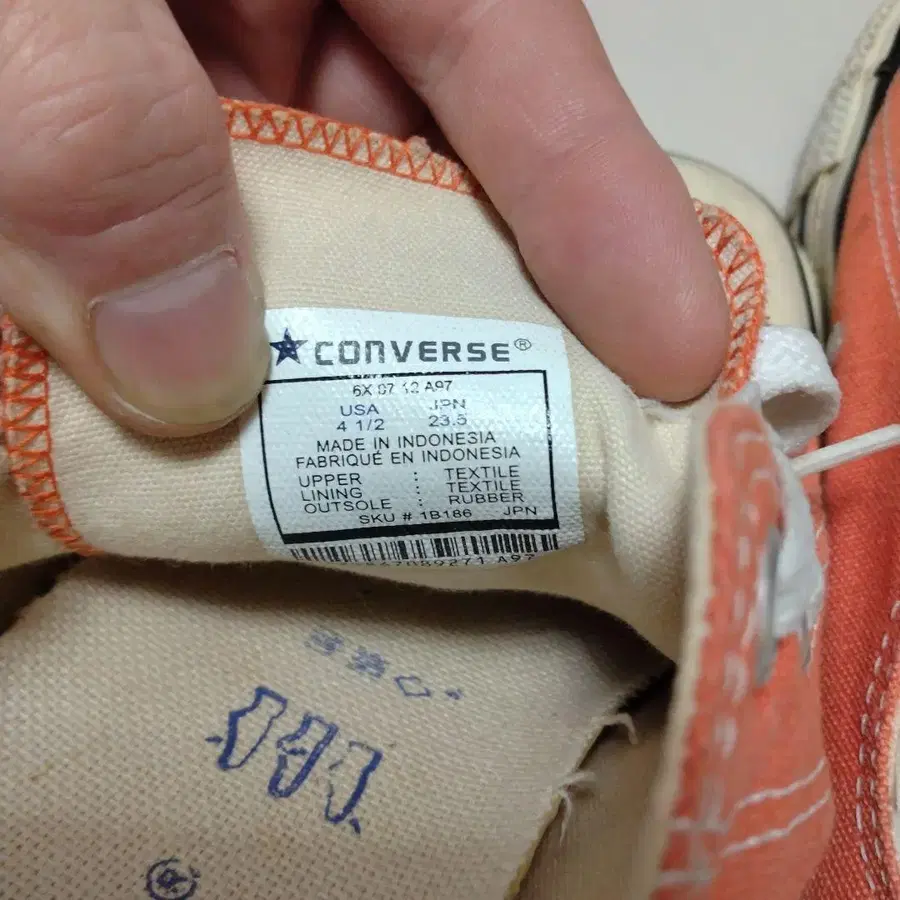 ★CONVERSE®
6X 07 12 A97
USA JPN
4 1/2 23.5
MADE IN INDONESIA
FABRIQUÉ EN INDONESIA
UPPER : TEXTILE
LINING : TEXTILE
OUTSOLE : RUBBER
SKU # 1B186 JPN
A97